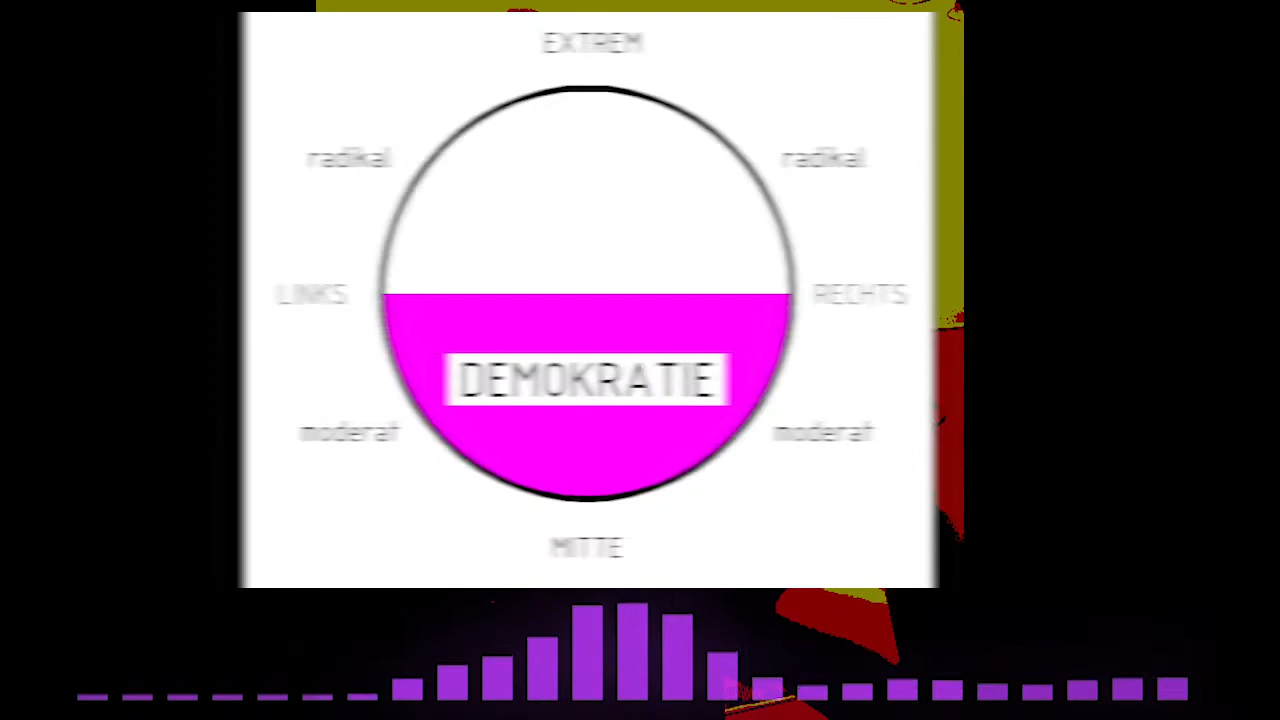 EXTREM
radikal radikal
LINKS RECHTS
DEMOKRATIE
moderat moderat
MITTE